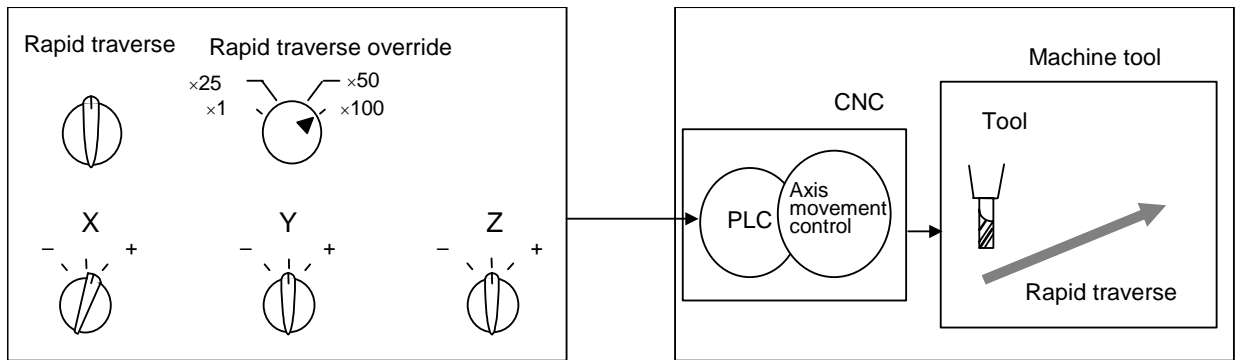 Rapid traverse
Rapid traverse override
×25
×50
×1
×100
X
Y
Z
− +
− +
− +
Machine tool
CNC
Tool
PLC
Axis
movement
control
Rapid traverse